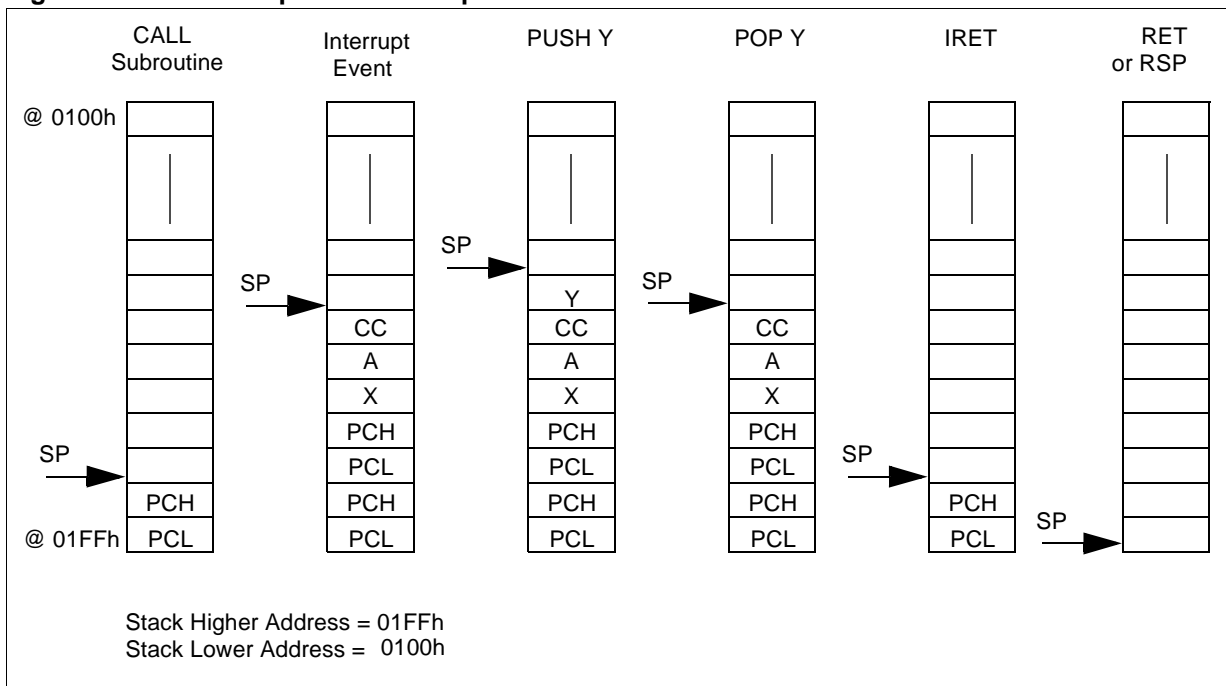 CALL
Subroutine
Interrupt
Event
PUSH Y
POP Y
IRET
RET
or RSP
@ 0100h
SP
PCH
@ 01FFh
PCL
SP
CC
A
X
PCH
PCL
PCH
PCL
SP
Y
CC
A
X
PCH
PCL
PCH
PCL
SP
CC
A
X
PCH
PCL
PCH
PCL
SP
PCH
PCL
SP
Stack Higher Address = 01FFh
Stack Lower Address = 0100h